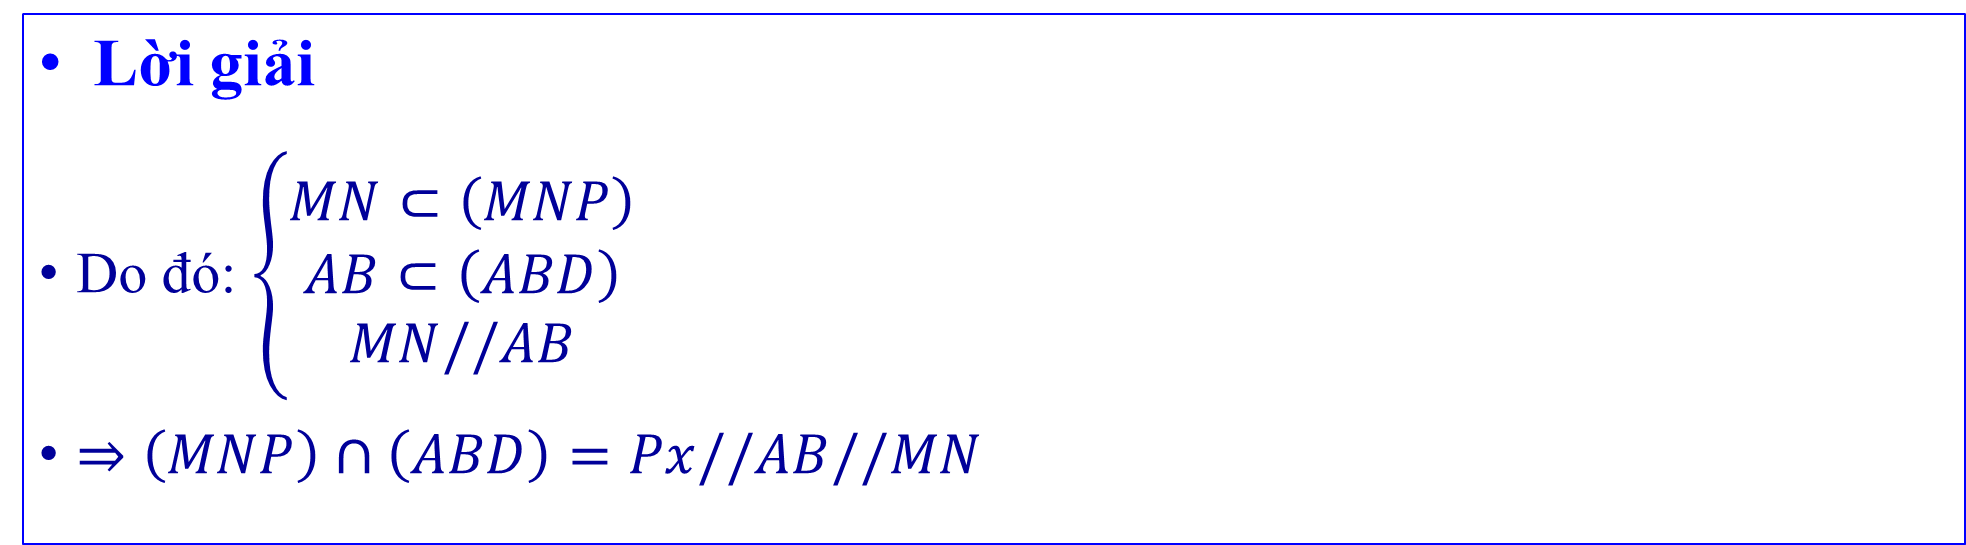 • Lời giải
MN ⊂ (MNP)
• Do đó: { AB ⊂ (ABD)
MN//AB
• ⇒ (MNP) ∩ (ABD) = Px//AB//MN